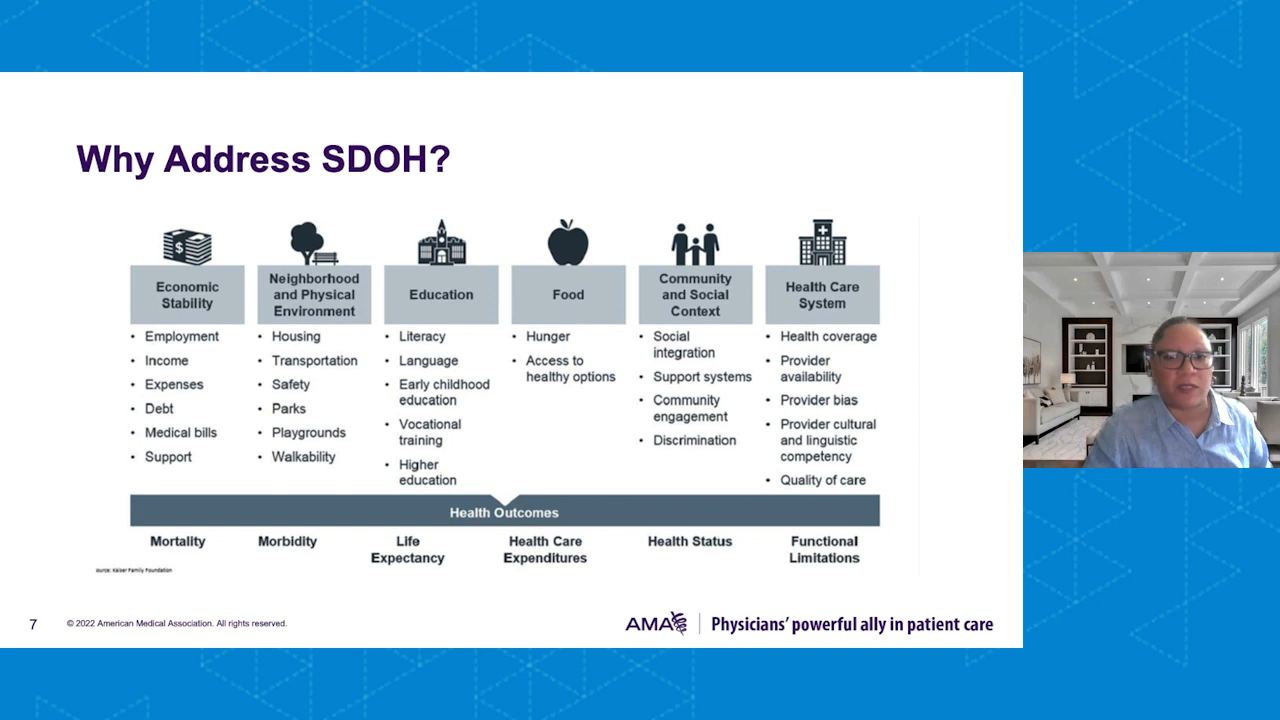 Why Address SDOH?
$
Economic
Stability
Neighborhood
and Physical
Environment
Education
Food
Community
and Social
Context
Health Care
System
• Employment
• Income
• Expenses
• Debt
• Medical bills
• Support
• Housing
• Transportation
• Safety
• Parks
• Playgrounds
• Walkability
• Literacy
• Language
• Early childhood
education
• Vocational
training
• Higher
education
• Hunger
• Access to
healthy options
• Social
integration
• Support systems
• Community
engagement
• Discrimination
• Health coverage
• Provider
availability
• Provider bias
• Provider cultural
and linguistic
competency
• Quality of care
Health Outcomes
Mortality
Morbidity
Life
Expectancy
Health Care
Expenditures
Health Status
Functional
Limitations
ource: Kaiser Family Foundation
7
© 2022 American Medical Association. All rights reserved.
AMA
Physicians’ powerful ally in patient care